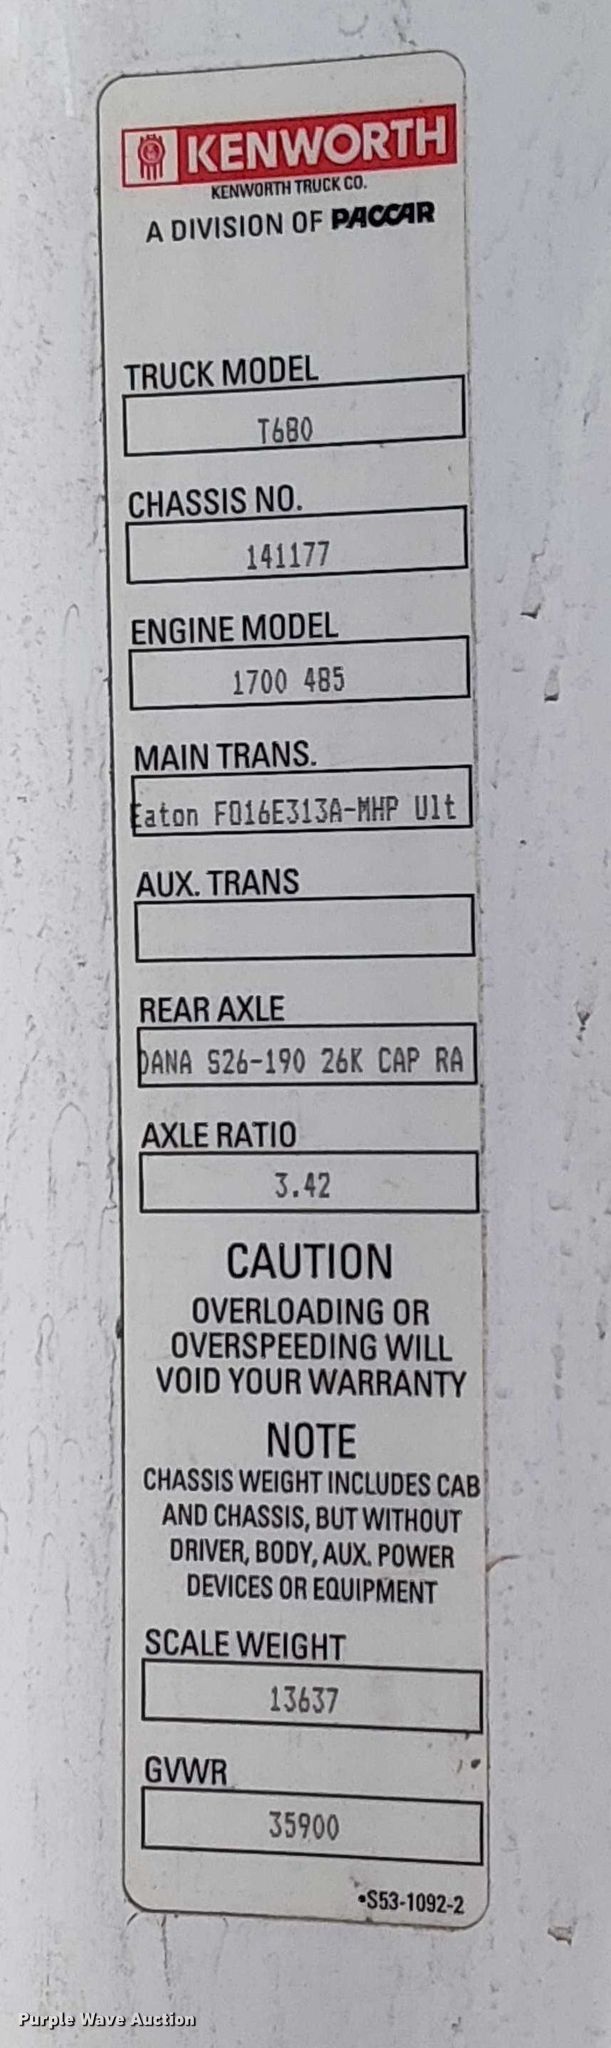 KENWORTH
KENWORTH TRUCK CO.
A DIVISION OF PACCAR
TRUCK MODEL
T680
CHASSIS NO.
141177
ENGINE MODEL
1700 485
MAIN TRANS.
Eaton FO16E313A-MHP Ult
AUX. TRANS
REAR AXLE
DANA S26-190 26K CAP RA
AXLE RATIO
3.42
CAUTION
OVERLOADING OR
OVERSPEEDING WILL
VOID YOUR WARRANTY
NOTE
CHASSIS WEIGHT INCLUDES CAB
AND CHASSIS, BUT WITHOUT
DRIVER, BODY, AUX. POWER
DEVICES OR EQUIPMENT
SCALE WEIGHT
13637
GVWR
35900
•S53-1092-2
Purple Wave Auction